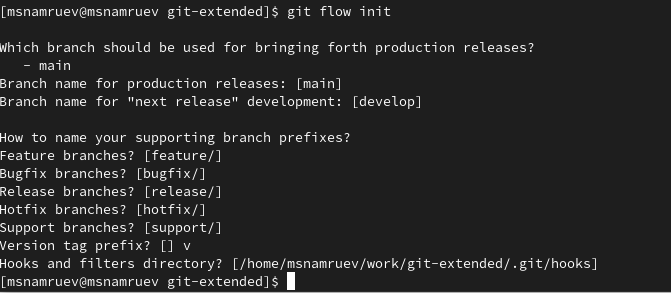 [msnamruev@msnamruev git-extended]$ git flow init
Which branch should be used for bringing forth production releases?
- main
Branch name for production releases: [main]
Branch name for "next release" development: [develop]
How to name your supporting branch prefixes?
Feature branches? [feature/]
Bugfix branches? [bugfix/]
Release branches? [release/]
Hotfix branches? [hotfix/]
Support branches? [support/]
Version tag prefix? [] v
Hooks and filters directory? [/home/msnamruev/work/git-extended/.git/hooks]
[msnamruev@msnamruev git-extended]$